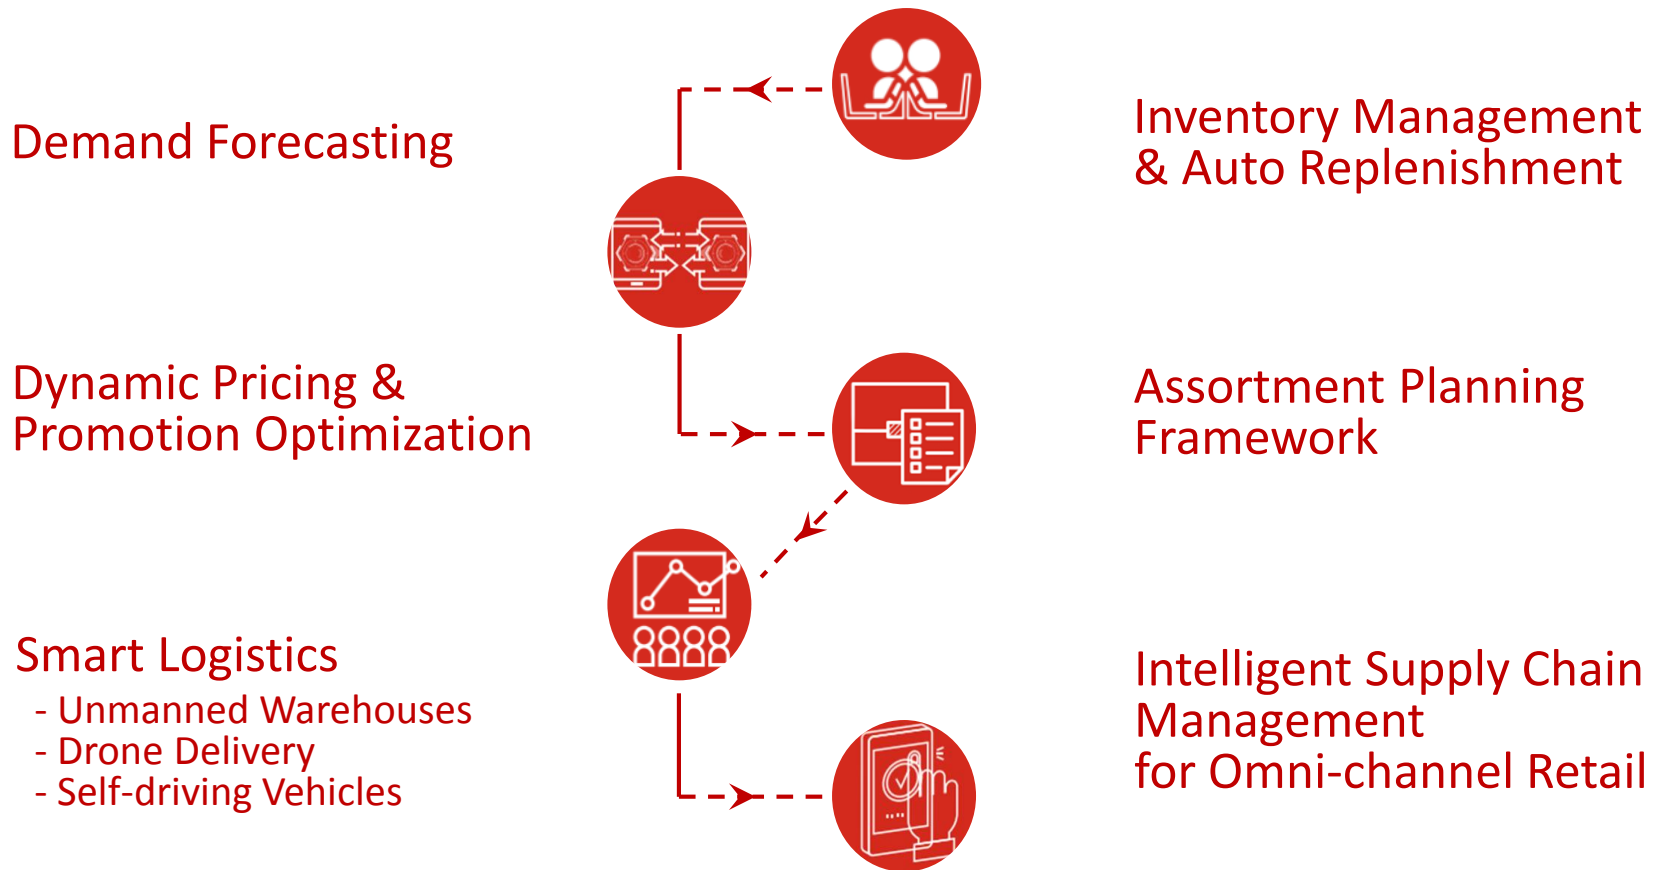 Demand Forecasting
Inventory Management
& Auto Replenishment
Dynamic Pricing &
Promotion Optimization
Assortment Planning
Framework
Smart Logistics
- Unmanned Warehouses
- Drone Delivery
- Self-driving Vehicles
Intelligent Supply Chain
Management
for Omni-channel Retail